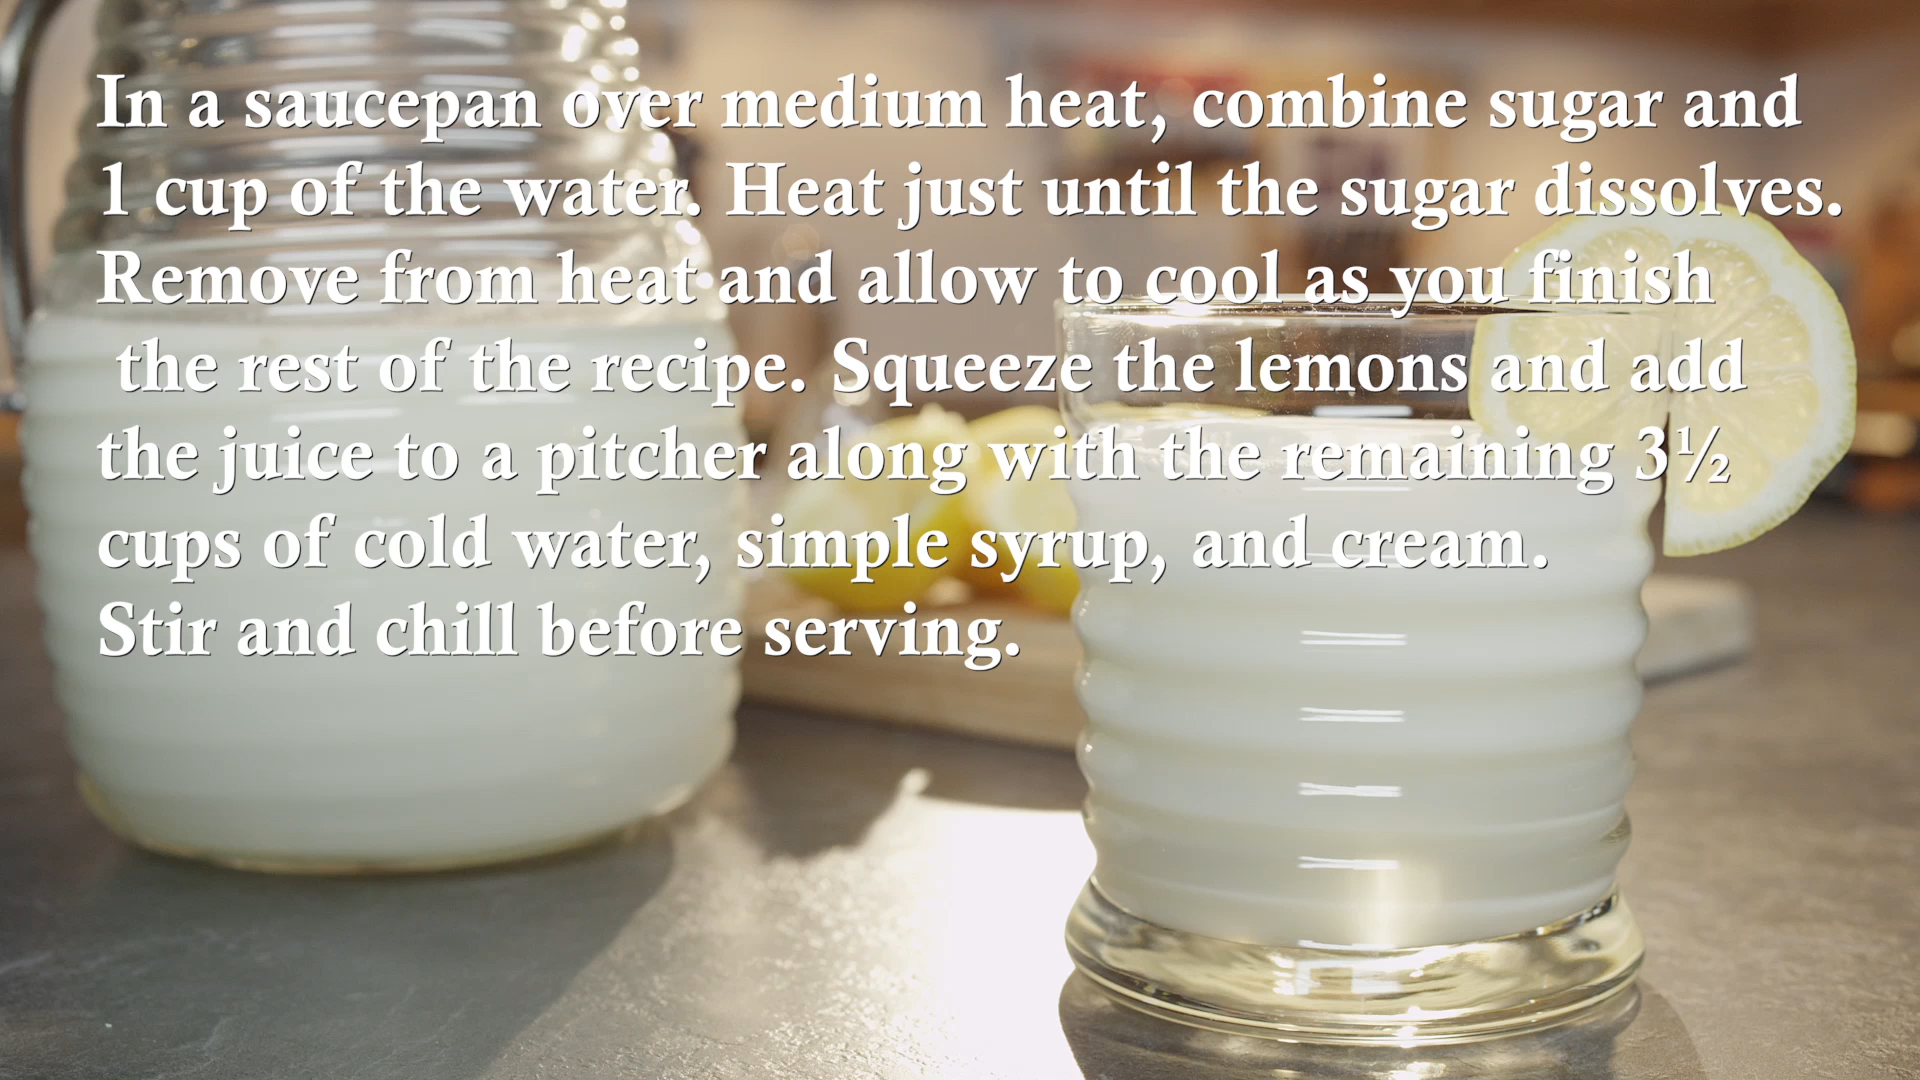 In a saucepan over medium heat, combine sugar and
1 cup of the water. Heat just until the sugar dissolves.
Remove from heat and allow to cool as you finish
the rest of the recipe. Squeeze the lemons and add
the juice to a pitcher along with the remaining 3½
cups of cold water, simple syrup, and cream.
Stir and chill before serving.